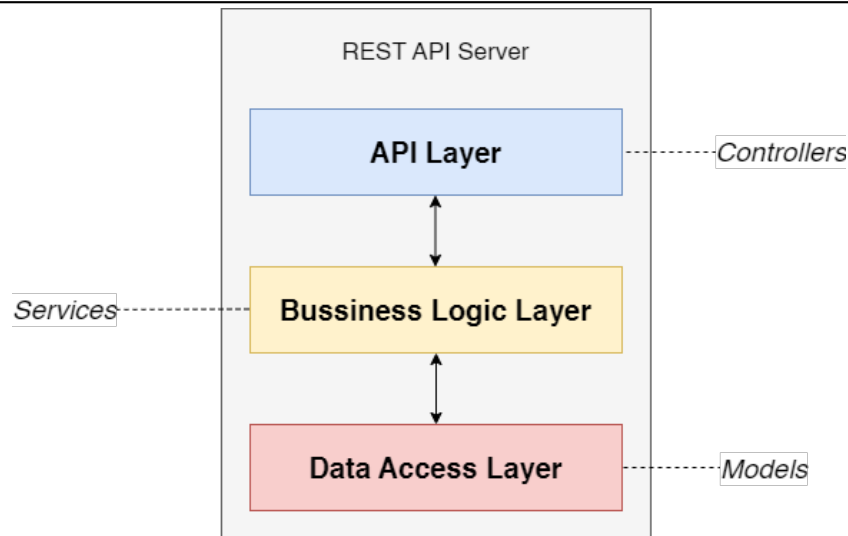 REST API Server
API Layer
Controllers
Services
Bussiness Logic Layer
Data Access Layer
Models